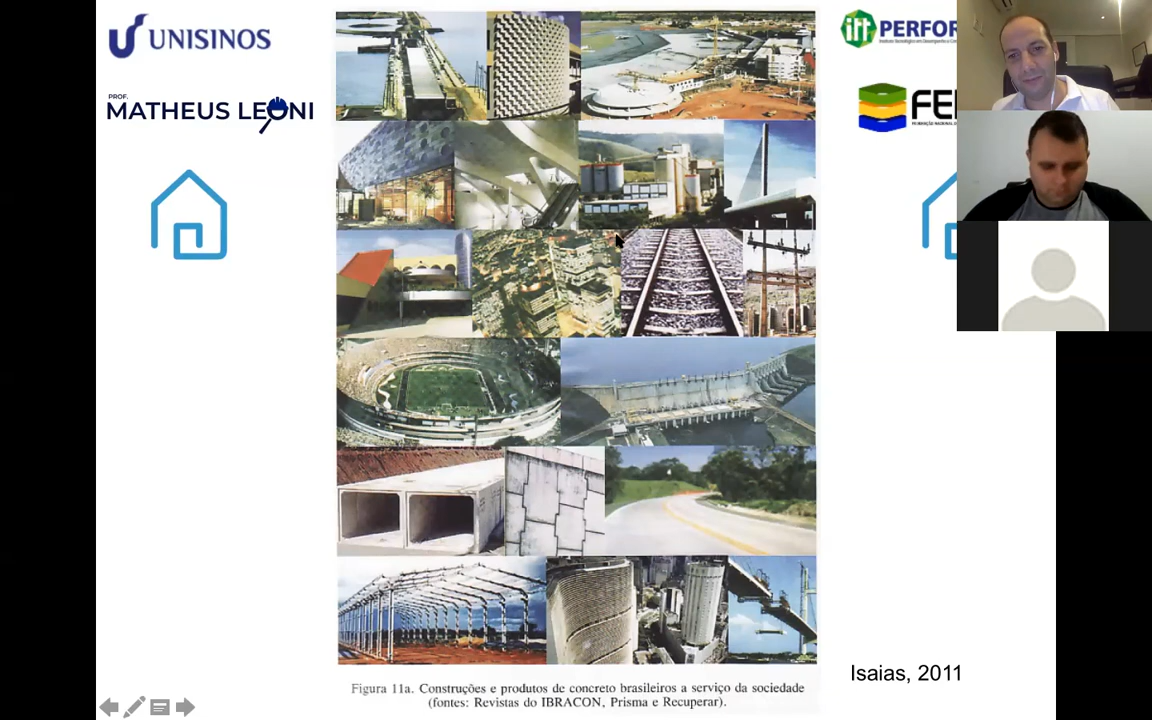 UNISINOS
PROF.
MATHEUS LEONI
itt PERFOR
FE
Isaias, 2011
Figura 11a. Construções e produtos de concreto brasileiros a serviço da sociedade
(fontes: Revistas do IBRACON, Prisma e Recuperar).